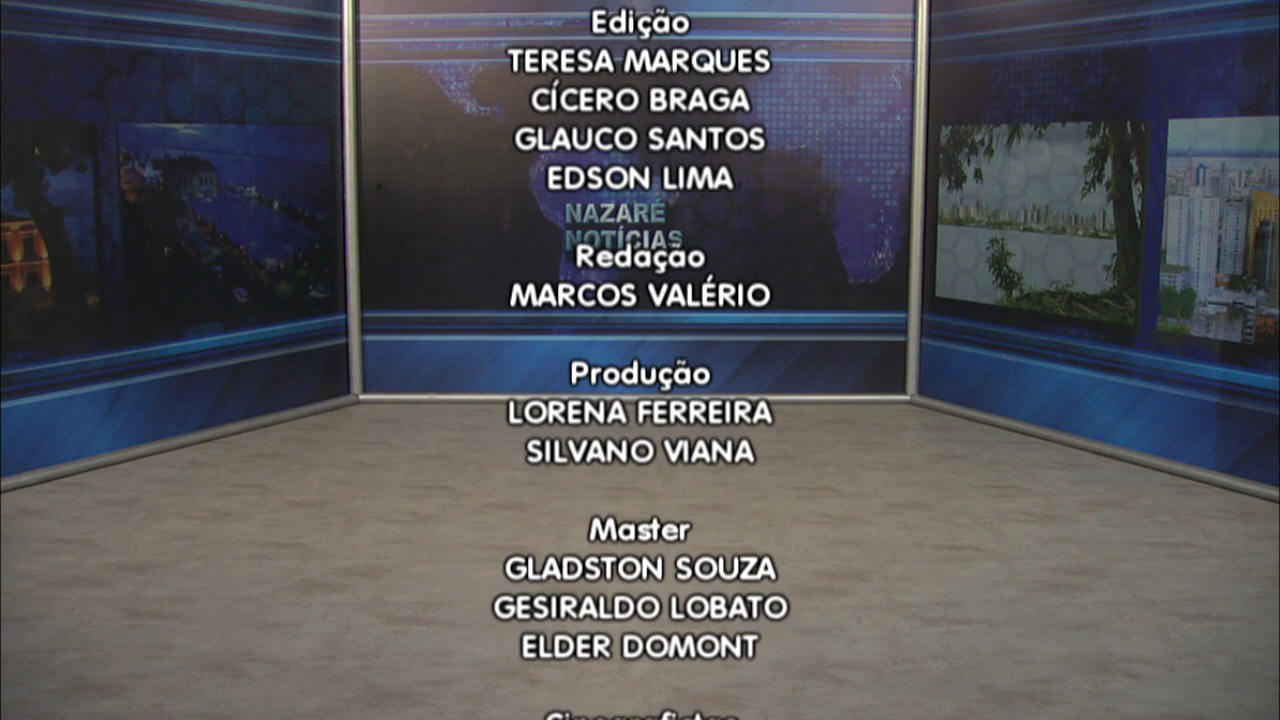 Edição
TERESA MARQUES
CÍCERO BRAGA
GLAUCO SANTOS
EDSON LIMA
NAZARÉ
NOTÍCIAS
Redação
MARCOS VALÉRIO
Produção
LORENA FERREIRA
SILVANO VIANA
Master
GLADSTON SOUZA
GESIRALDO LOBATO
ELDER DOMONT